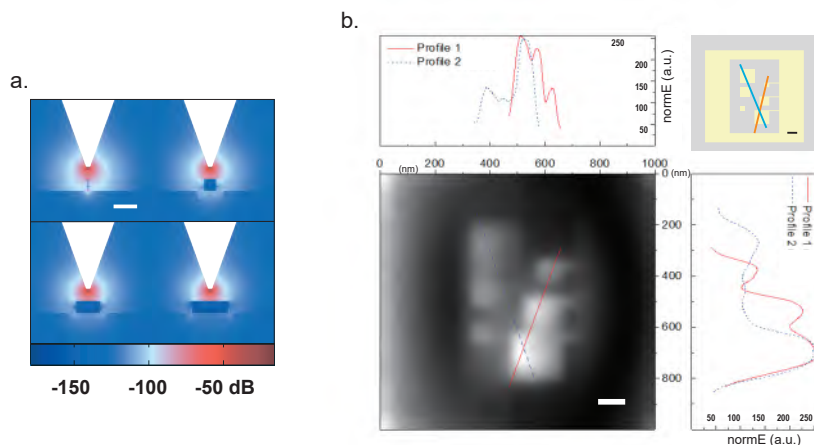 a.
-150 -100 -50 dB
b.
Profile 1
Profile 2
250
200
150
100
50
normE (a.u.)
(nm)
0 200 400 600 800 1000
0 (nm)
200
400
600
800
Profile 1
Profile 2
50 100 150 200 250
normE (a.u.)